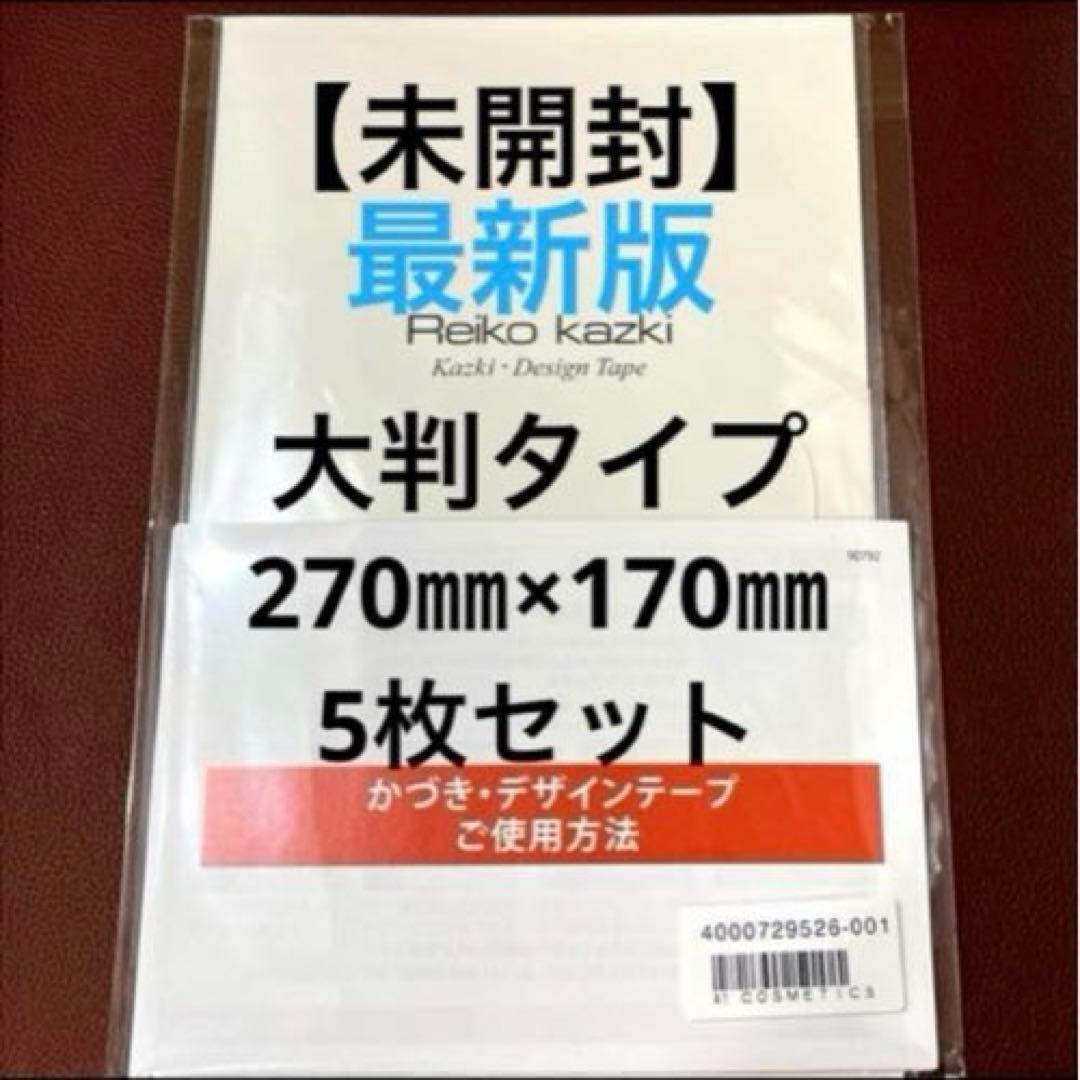 【未開封】
最新版
Reiko kazki
Kazki・Design Tape
大判タイプ
90792
270㎜×170㎜
5枚セット
かづき・デザインテープ
ご使用方法
4000729526-001
41 COSMETICS